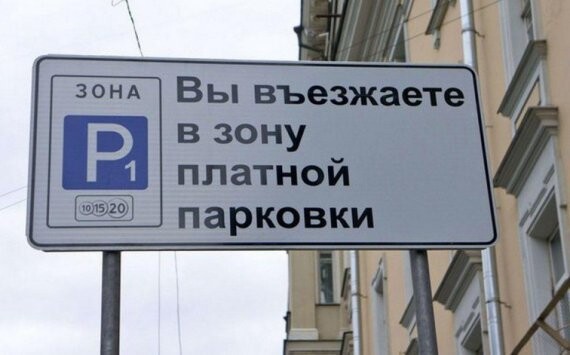 ЗОНА
P1
10 15 20
Вы въезжаете
в зону
платной
парковки